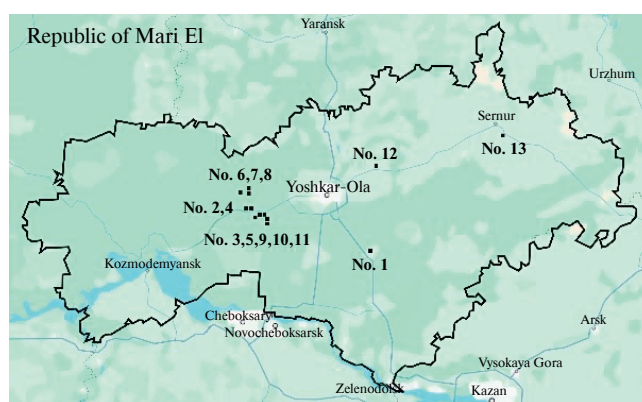 Yaransk
Republic of Mari El
Urzhum
Sernur
No. 12
No. 13
No. 6,7,8
Yoshkar-Ola
No. 2,4
No. 3,5,9,10,11
No. 1
Kozmodemyansk
Cheboksary
Novocheboksarsk
Arsk
Vysokaya Gora
Zelenodolsk
Kazan